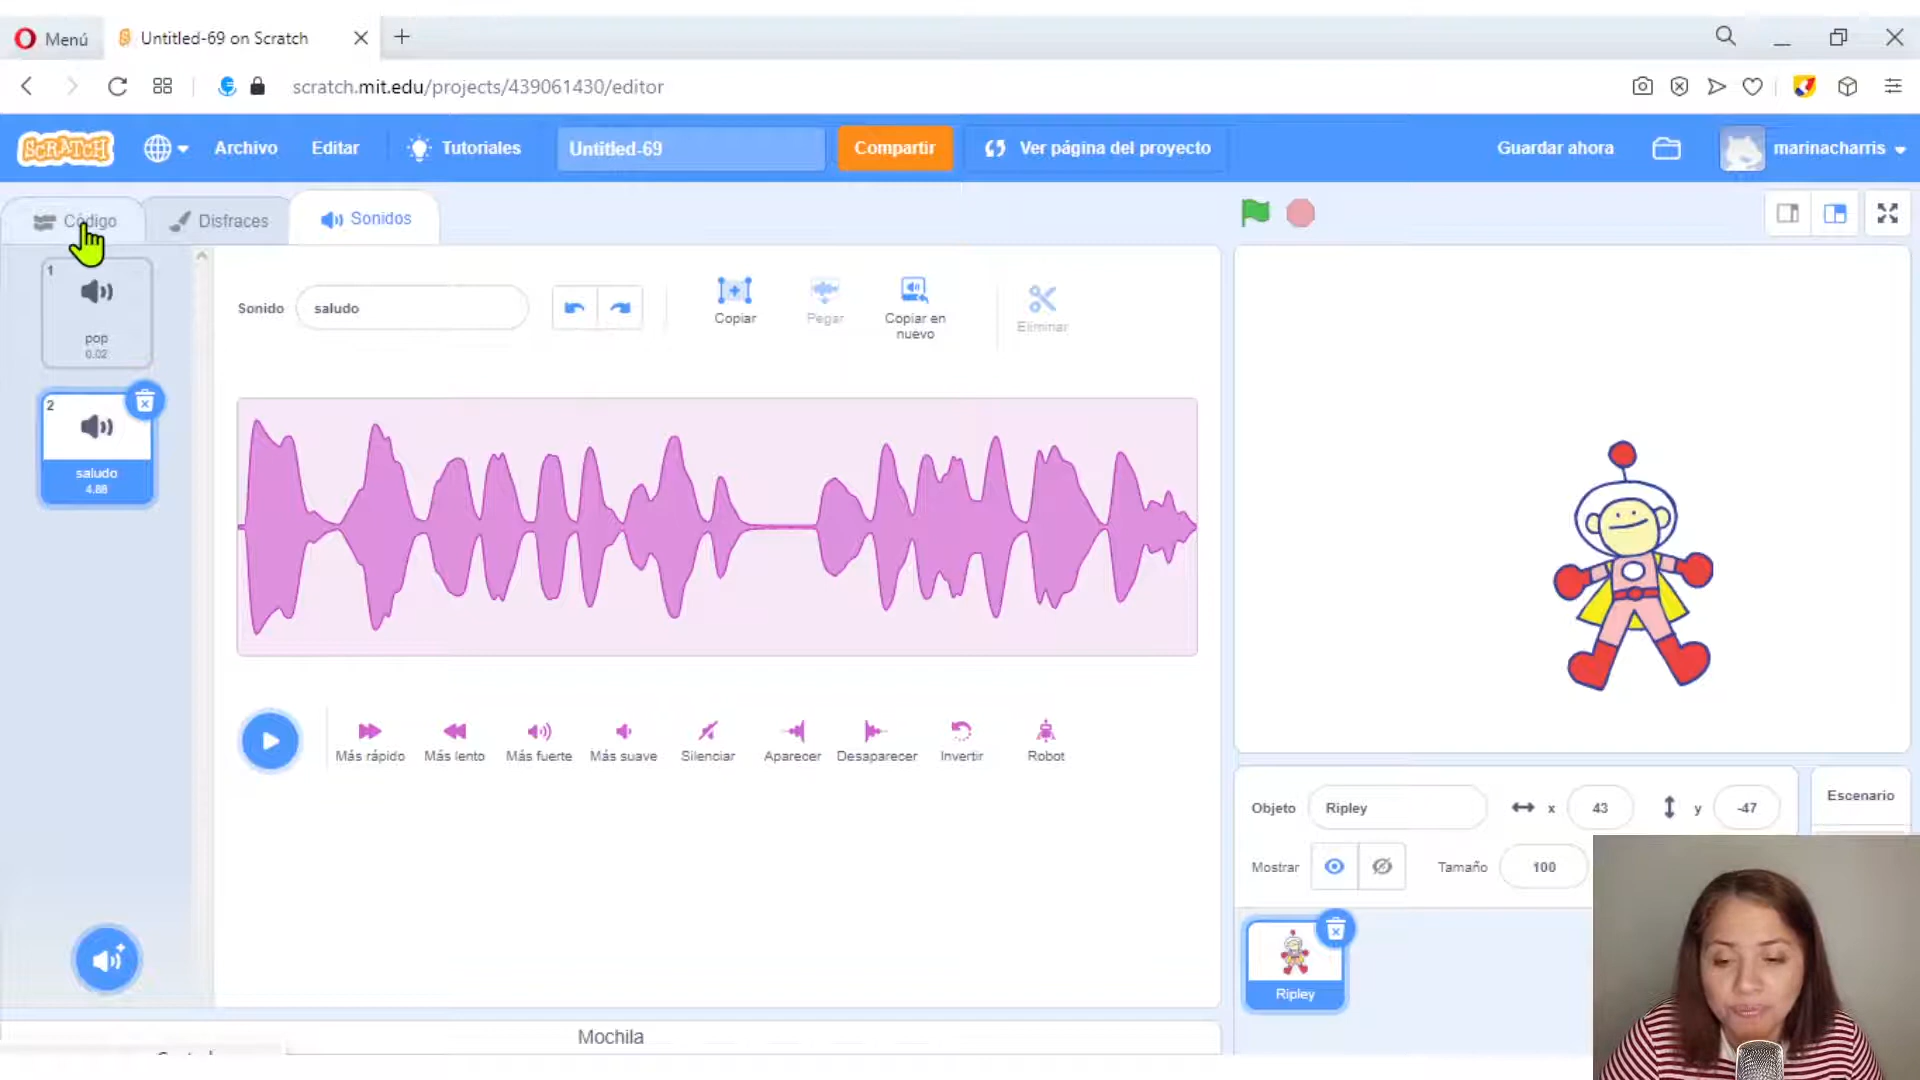 Menú
Untitled-69 on Scratch
scratch.mit.edu/projects/439061430/editor
SCRATCH
Archivo
Editar
Tutoriales
Untitled-69
Compartir
Ver página del proyecto
Guardar ahora
marinacharris
Código
Disfraces
Sonidos
1
pop
0.02
2
saludo
4.88
Sonido
saludo
Copiar
Pegar
Copiar en
nuevo
Eliminar
Más rápido
Más lento
Más fuerte
Más suave
Silenciar
Aparecer
Desaparecer
Invertir
Robot
Objeto
Ripley
x
43
y
-47
Escenario
Mostrar
Tamaño
100
Ripley
Mochila